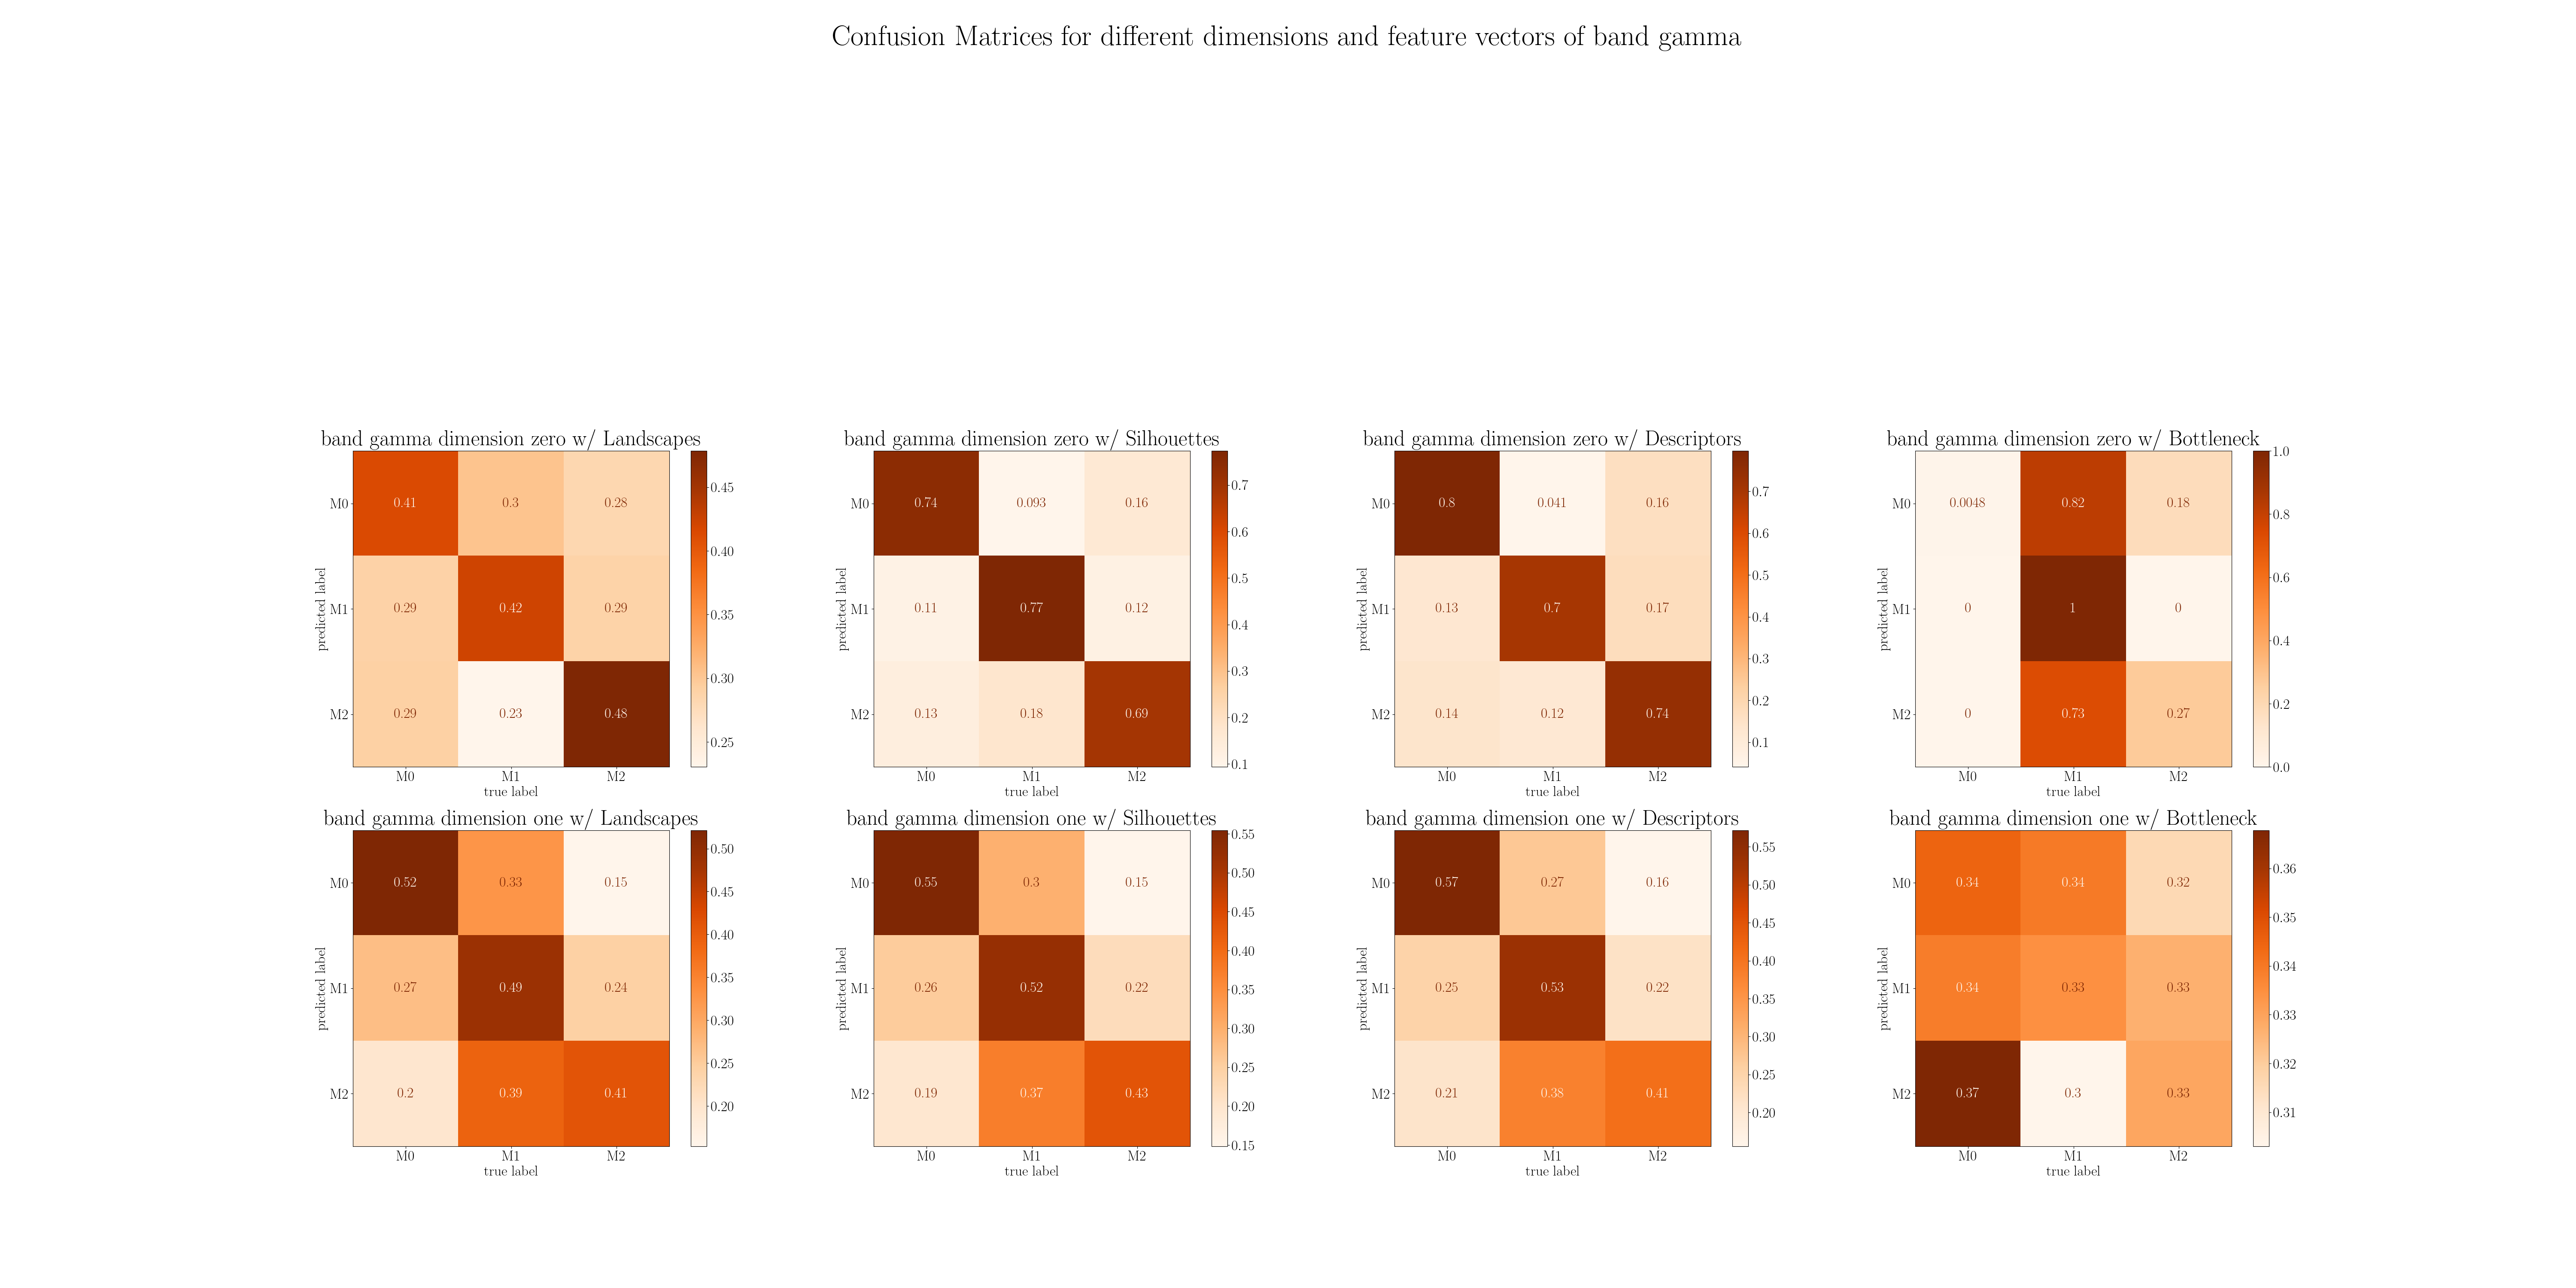 Confusion Matrices for different dimensions and feature vectors of band gamma
band gamma dimension zero w/ Landscapes
predicted label
M0 0.41 0.3 0.28
M1 0.29 0.42 0.29
M2 0.29 0.23 0.48
M0 M1 M2
true label
0.45
0.40
0.35
0.30
0.25
band gamma dimension zero w/ Silhouettes
predicted label
M0 0.74 0.093 0.16
M1 0.11 0.77 0.12
M2 0.13 0.18 0.69
M0 M1 M2
true label
0.7
0.6
0.5
0.4
0.3
0.2
0.1
band gamma dimension zero w/ Descriptors
predicted label
M0 0.8 0.041 0.16
M1 0.13 0.7 0.17
M2 0.14 0.12 0.74
M0 M1 M2
true label
0.7
0.6
0.5
0.4
0.3
0.2
0.1
band gamma dimension zero w/ Bottleneck
predicted label
M0 0.0048 0.82 0.18
M1 0 1 0
M2 0 0.73 0.27
M0 M1 M2
true label
1.0
0.8
0.6
0.4
0.2
0.0
band gamma dimension one w/ Landscapes
predicted label
M0 0.52 0.33 0.15
M1 0.27 0.49 0.24
M2 0.2 0.39 0.41
M0 M1 M2
true label
0.50
0.45
0.40
0.35
0.30
0.25
0.20
band gamma dimension one w/ Silhouettes
predicted label
M0 0.55 0.3 0.15
M1 0.26 0.52 0.22
M2 0.19 0.37 0.43
M0 M1 M2
true label
0.55
0.50
0.45
0.40
0.35
0.30
0.25
0.20
0.15
band gamma dimension one w/ Descriptors
predicted label
M0 0.57 0.27 0.16
M1 0.25 0.53 0.22
M2 0.21 0.38 0.41
M0 M1 M2
true label
0.55
0.50
0.45
0.40
0.35
0.30
0.25
0.20
band gamma dimension one w/ Bottleneck
predicted label
M0 0.34 0.34 0.32
M1 0.34 0.33 0.33
M2 0.37 0.3 0.33
M0 M1 M2
true label
0.36
0.35
0.34
0.33
0.32
0.31